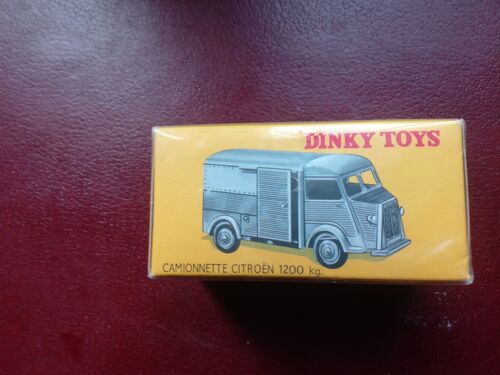 DINKY TOYS
CAMIONNETTE CITROËN 1200 kg.